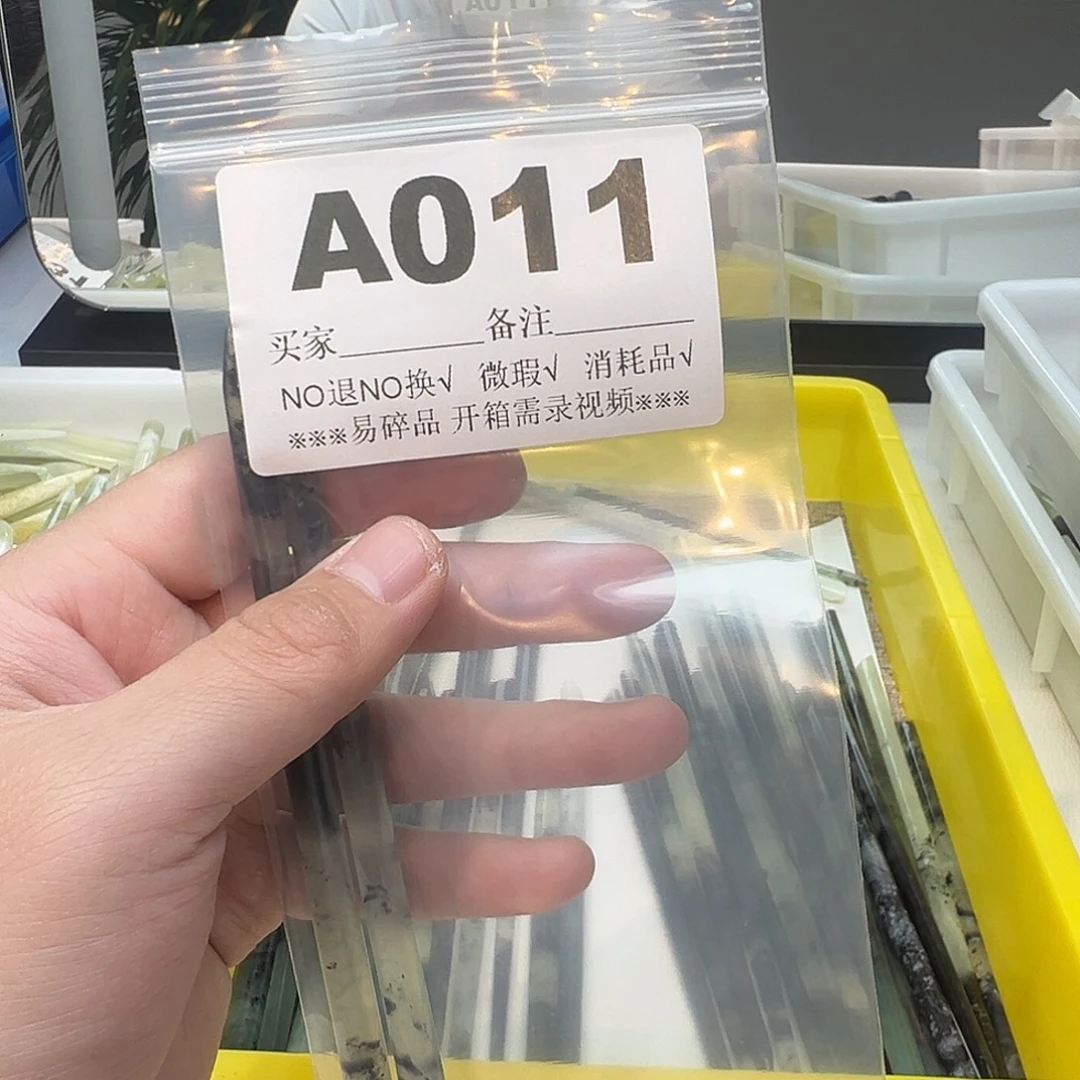 A011
A011
买家________备注________
NO退NO换√ 微瑕√ 消耗品√
※※※易碎品 开箱需录视频※※※